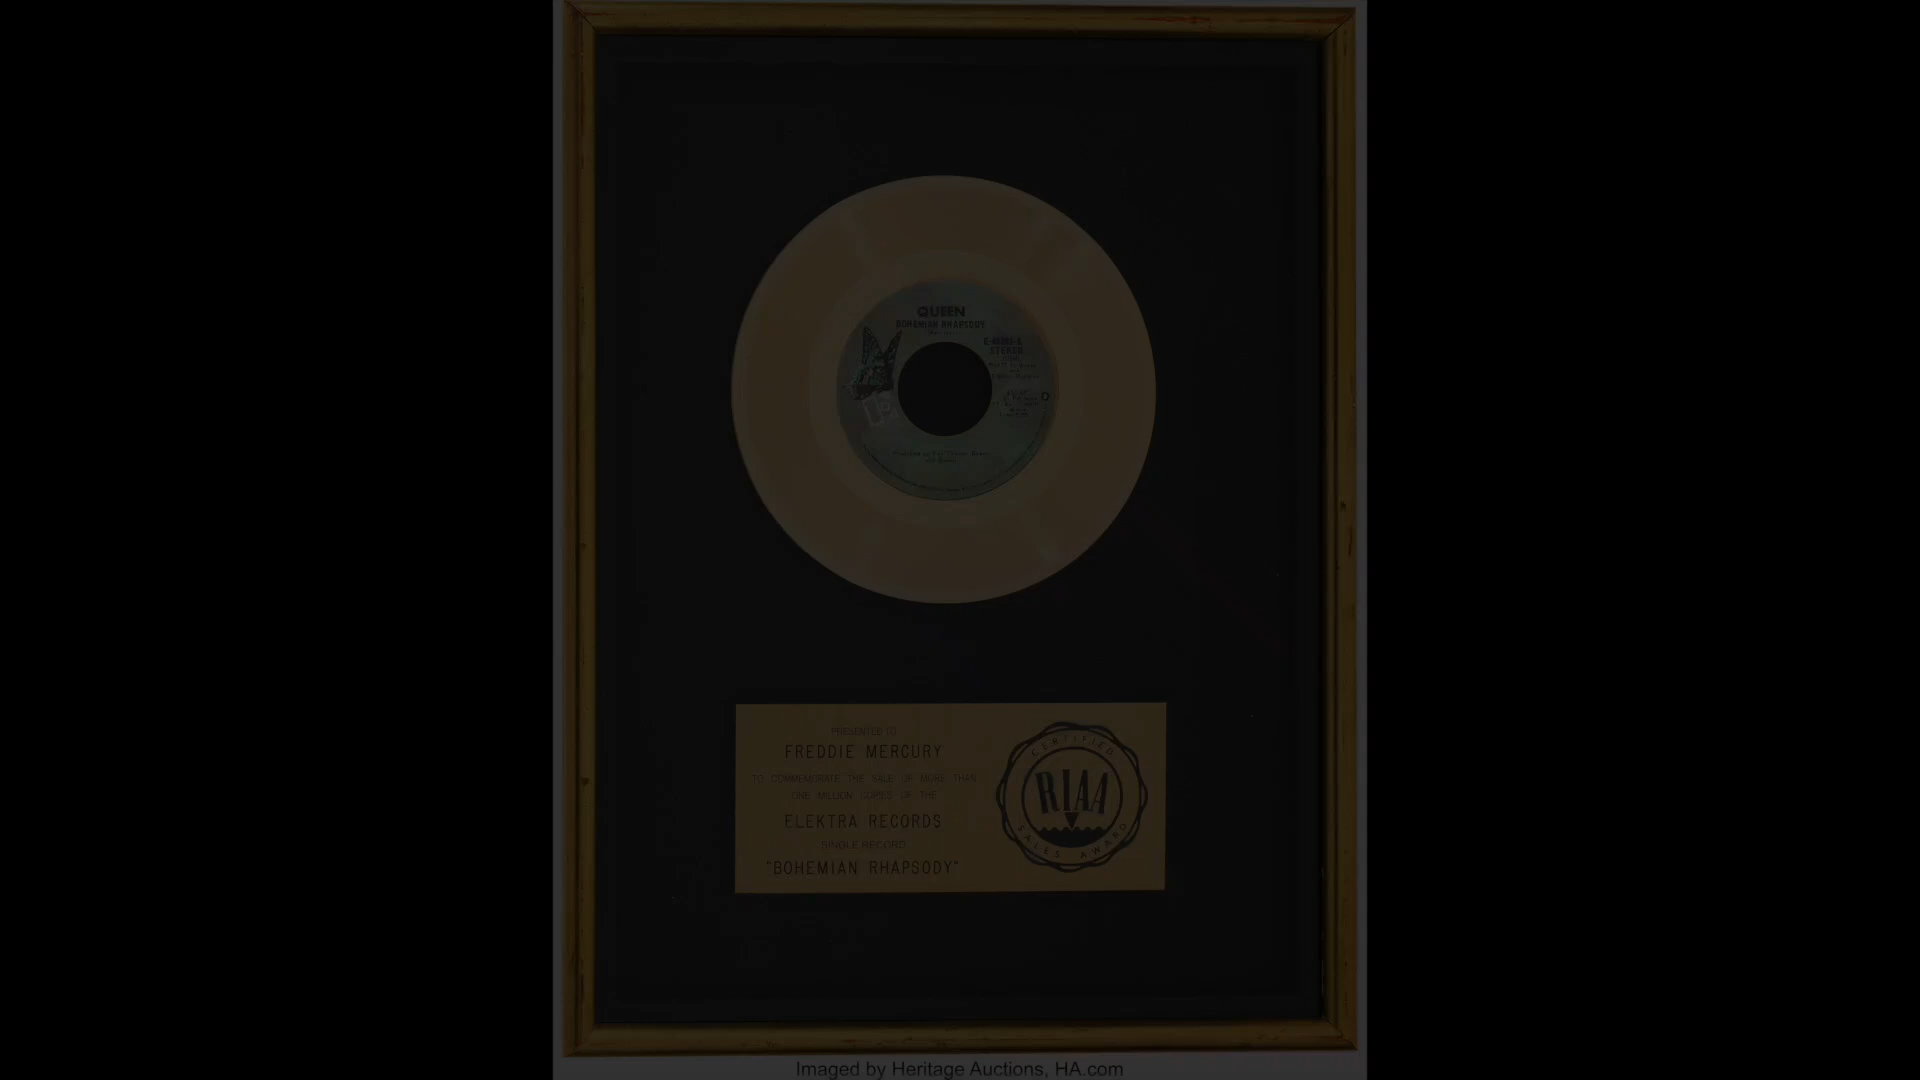 QUEEN
BOHEMIAN RHAPSODY
STEREO
PRESENTED TO
FREDDIE MERCURY
TO COMMEMORATE THE SALE OF MORE THAN
ONE MILLION COPIES OF THE
ELEKTRA RECORDS
SINGLE RECORD
"BOHEMIAN RHAPSODY"
CERTIFIED
RIAA
SALES AWARD
Imaged by Heritage Auctions, HA.com